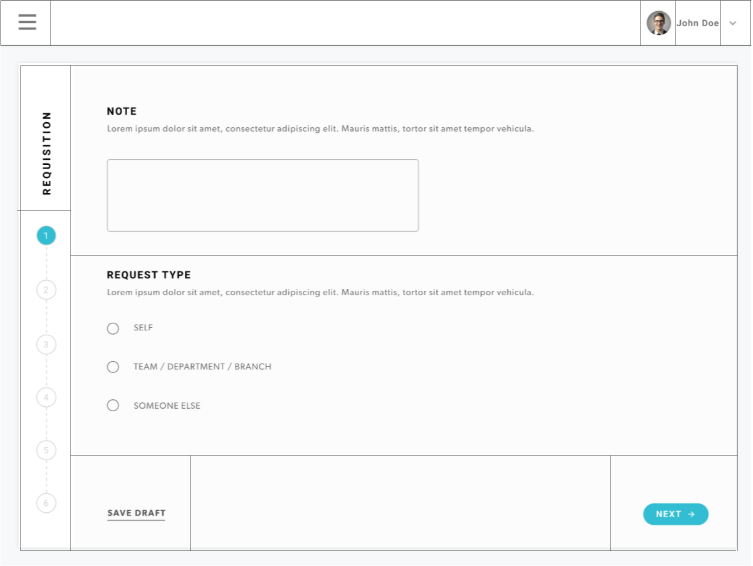 John Doe
REQUISITION
1
2
3
4
5
6
NOTE
Lorem ipsum dolor sit amet, consectetur adipiscing elit. Mauris mattis, tortor sit amet tempor vehicula.
REQUEST TYPE
Lorem ipsum dolor sit amet, consectetur adipiscing elit. Mauris mattis, tortor sit amet tempor vehicula.
SELF
TEAM / DEPARTMENT / BRANCH
SOMEONE ELSE
SAVE DRAFT
NEXT →